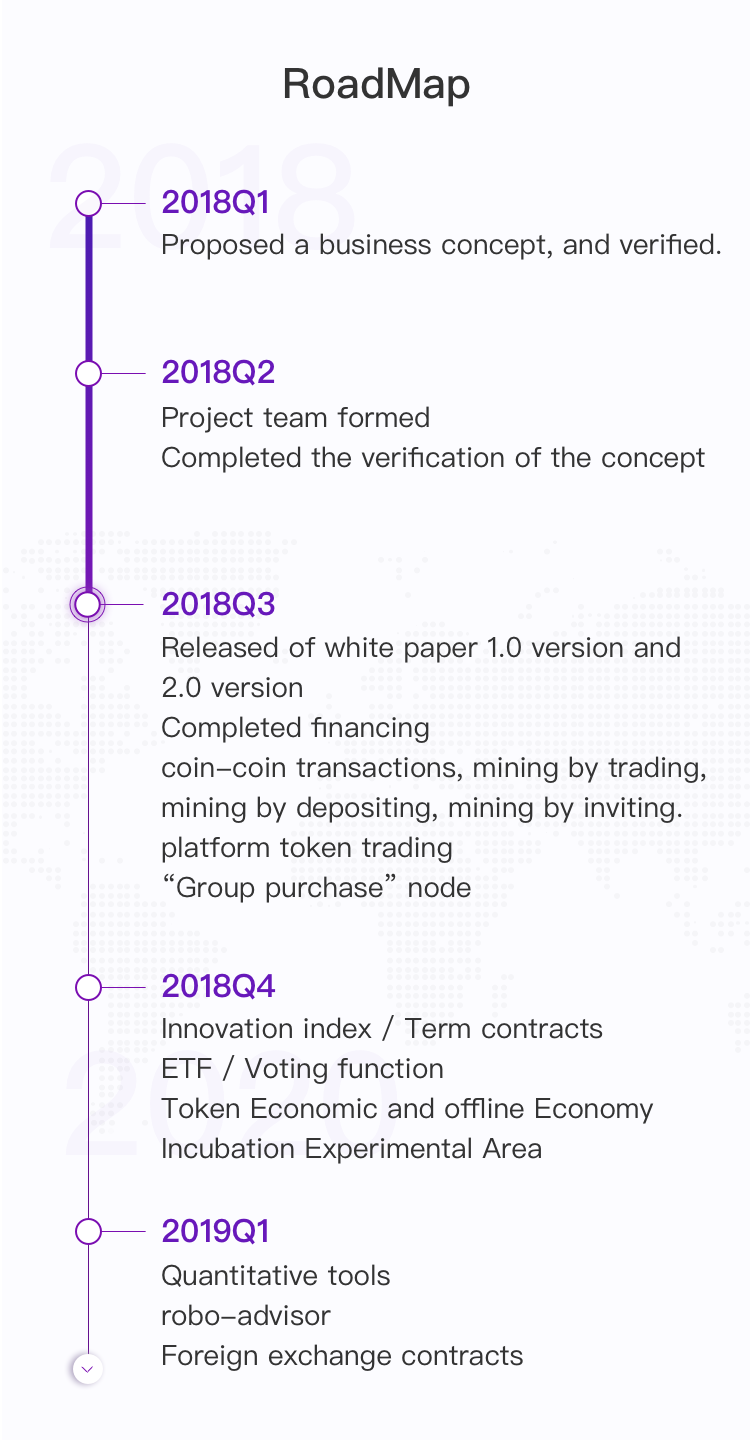 RoadMap
2018
2018Q1
Proposed a business concept, and verified.
2018Q2
Project team formed
Completed the verification of the concept
2018Q3
Released of white paper 1.0 version and
2.0 version
Completed financing
coin–coin transactions, mining by trading,
mining by depositing, mining by inviting.
platform token trading
“Group purchase” node
2018Q4
Innovation index / Term contracts
ETF / Voting function
2020
Token Economic and offline Economy
Incubation Experimental Area
2019Q1
Quantitative tools
robo–advisor
Foreign exchange contracts